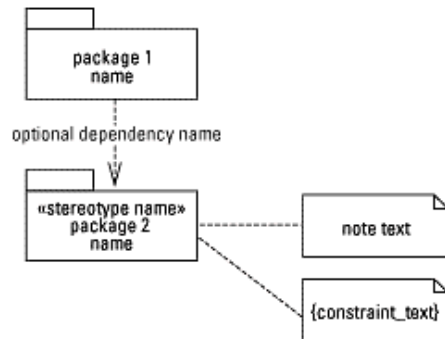 package 1
name
optional dependency name
«stereotype name»
package 2
name
note text
{constraint_text}